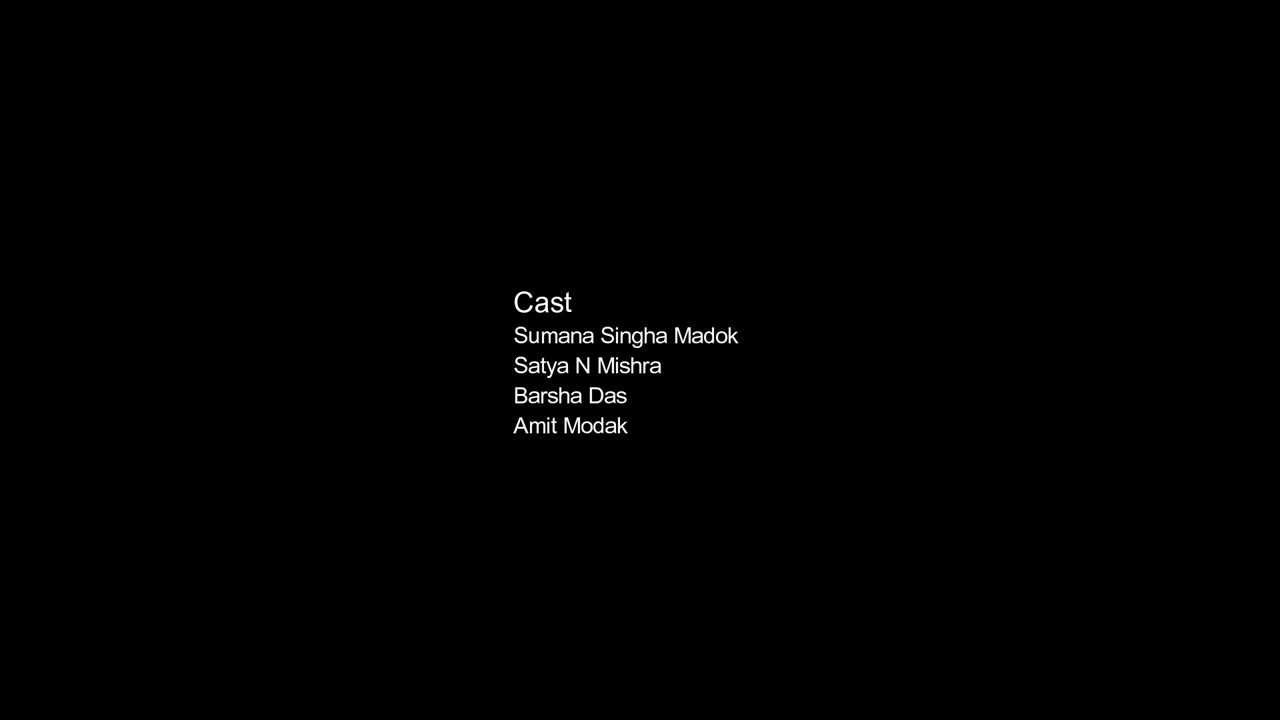 Cast
Sumana Singha Madok
Satya N Mishra
Barsha Das
Amit Modak